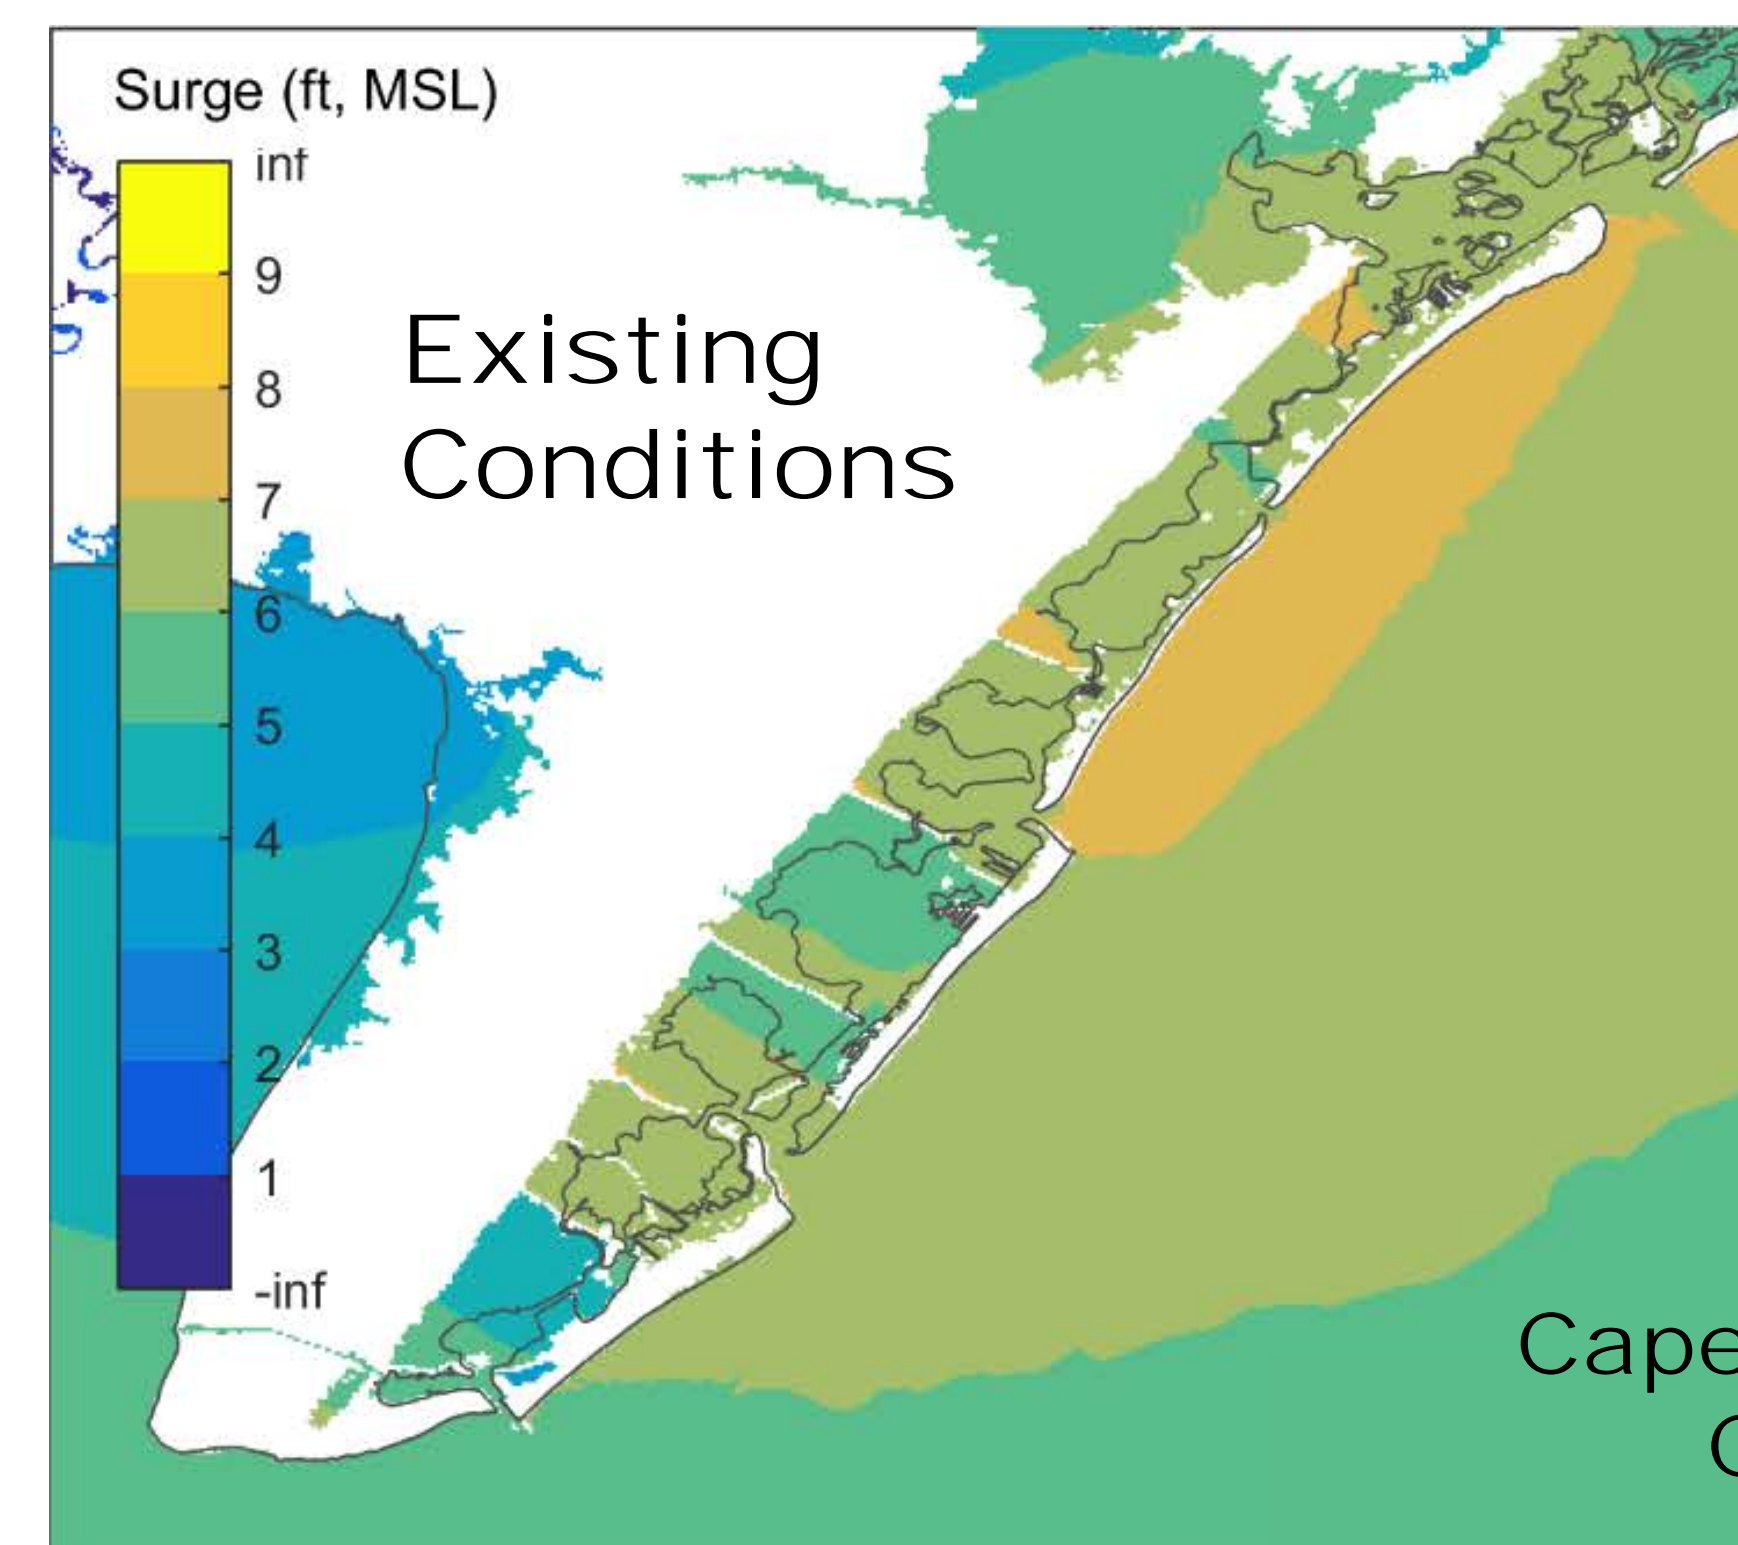 Surge (ft, MSL)
inf
9
8
7
6
5
4
3
2
1
-inf
Existing
Conditions
Cape